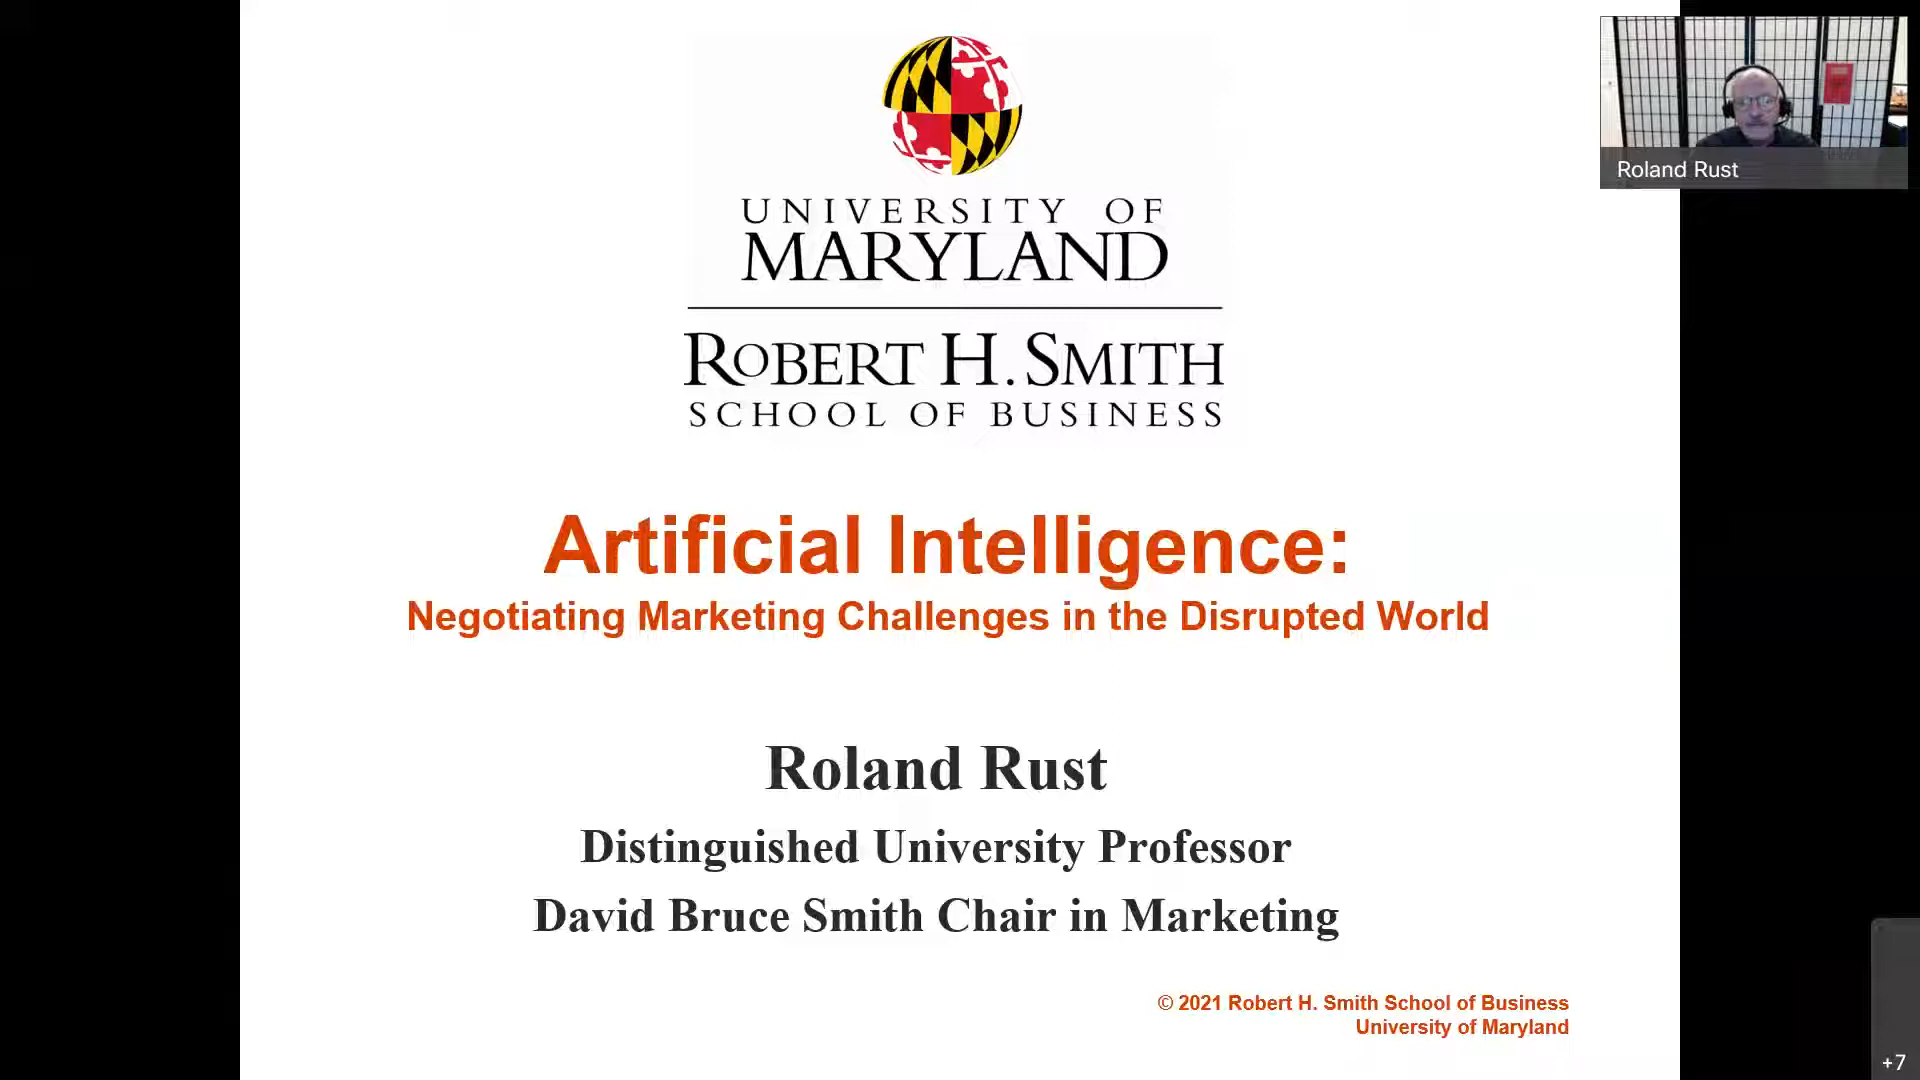 UNIVERSITY OF
MARYLAND
ROBERT H. SMITH
SCHOOL OF BUSINESS
Artificial Intelligence:
Negotiating Marketing Challenges in the Disrupted World
Roland Rust
Distinguished University Professor
David Bruce Smith Chair in Marketing
© 2021 Robert H. Smith School of Business
University of Maryland
Roland Rust
+7